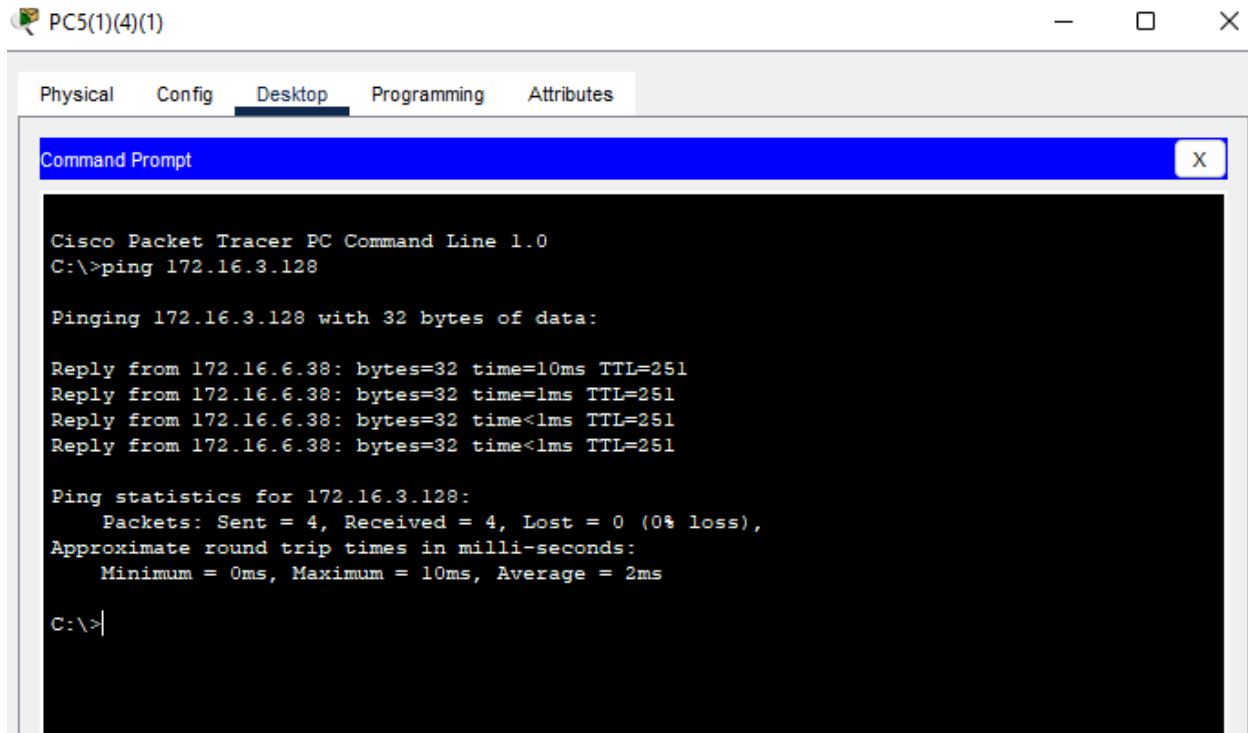 PC5(1)(4)(1)
Physical Config Desktop Programming Attributes
Command Prompt
X
Cisco Packet Tracer PC Command Line 1.0
C:\>ping 172.16.3.128
Pinging 172.16.3.128 with 32 bytes of data:
Reply from 172.16.6.38: bytes=32 time=10ms TTL=251
Reply from 172.16.6.38: bytes=32 time=1ms TTL=251
Reply from 172.16.6.38: bytes=32 time<1ms TTL=251
Reply from 172.16.6.38: bytes=32 time<1ms TTL=251
Ping statistics for 172.16.3.128:
Packets: Sent = 4, Received = 4, Lost = 0 (0% loss),
Approximate round trip times in milli-seconds:
Minimum = 0ms, Maximum = 10ms, Average = 2ms
C:\>